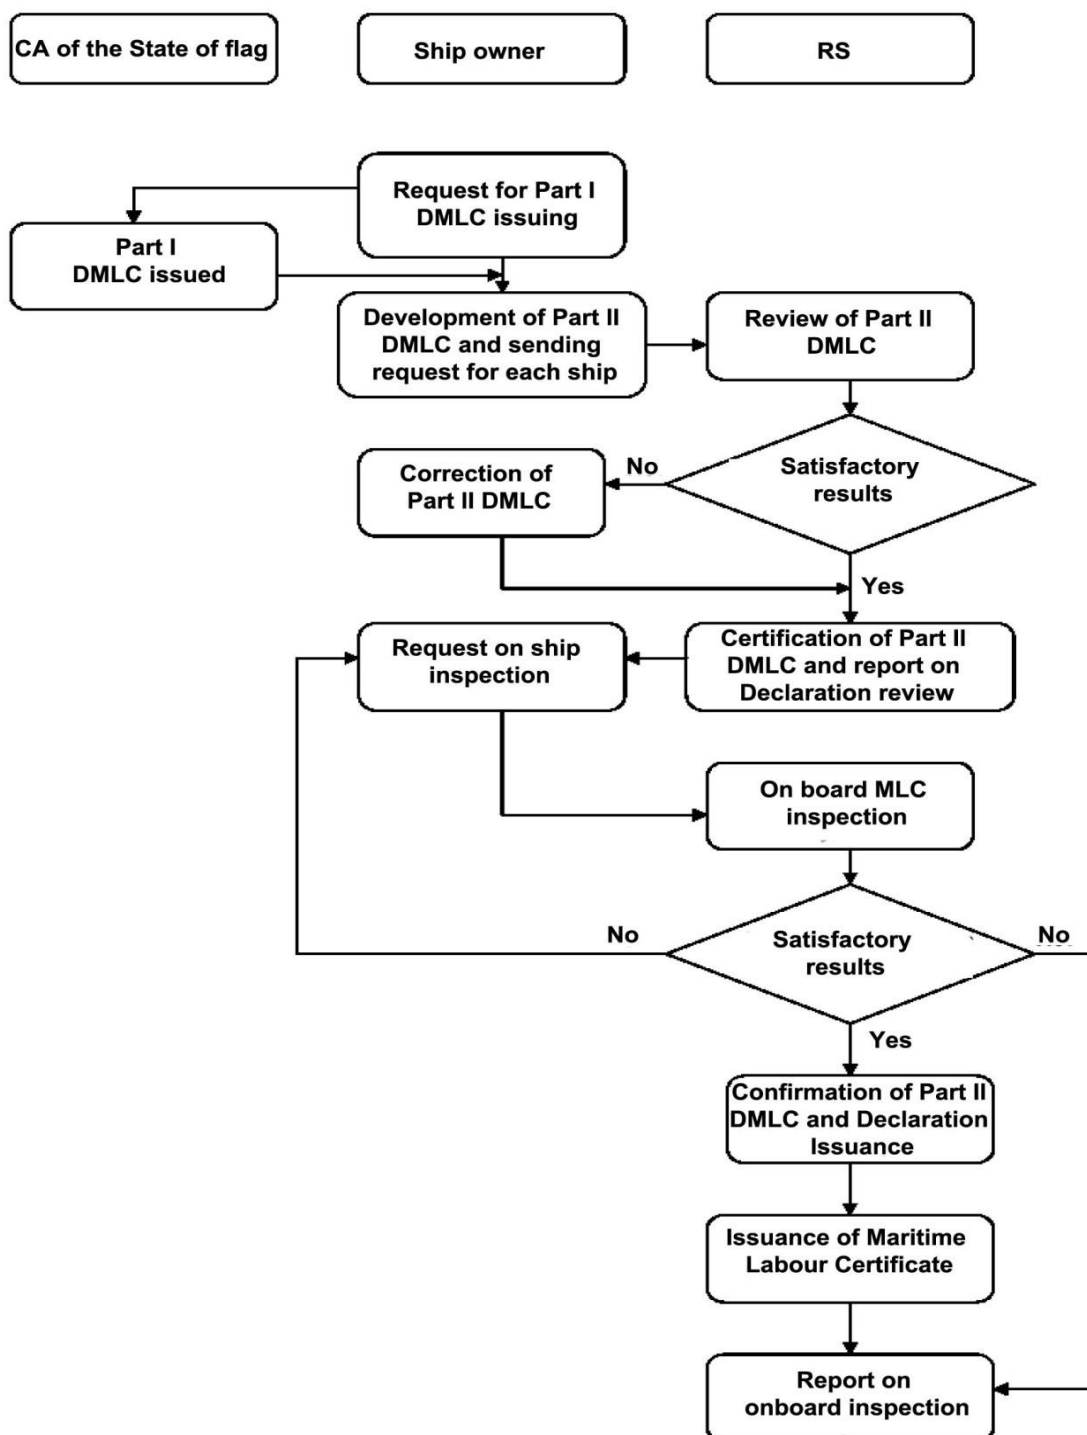 CA of the State of flag
Ship owner
RS
Request for Part I
DMLC issuing
Part I
DMLC issued
Development of Part II
DMLC and sending
request for each ship
Review of Part II
DMLC
Satisfactory
results
No
Correction of
Part II DMLC
Yes
Certification of Part II
DMLC and report on
Declaration review
Request on ship
inspection
On board MLC
inspection
Satisfactory
results
No
No
Yes
Confirmation of Part II
DMLC and Declaration
Issuance
Issuance of Maritime
Labour Certificate
Report on
onboard inspection